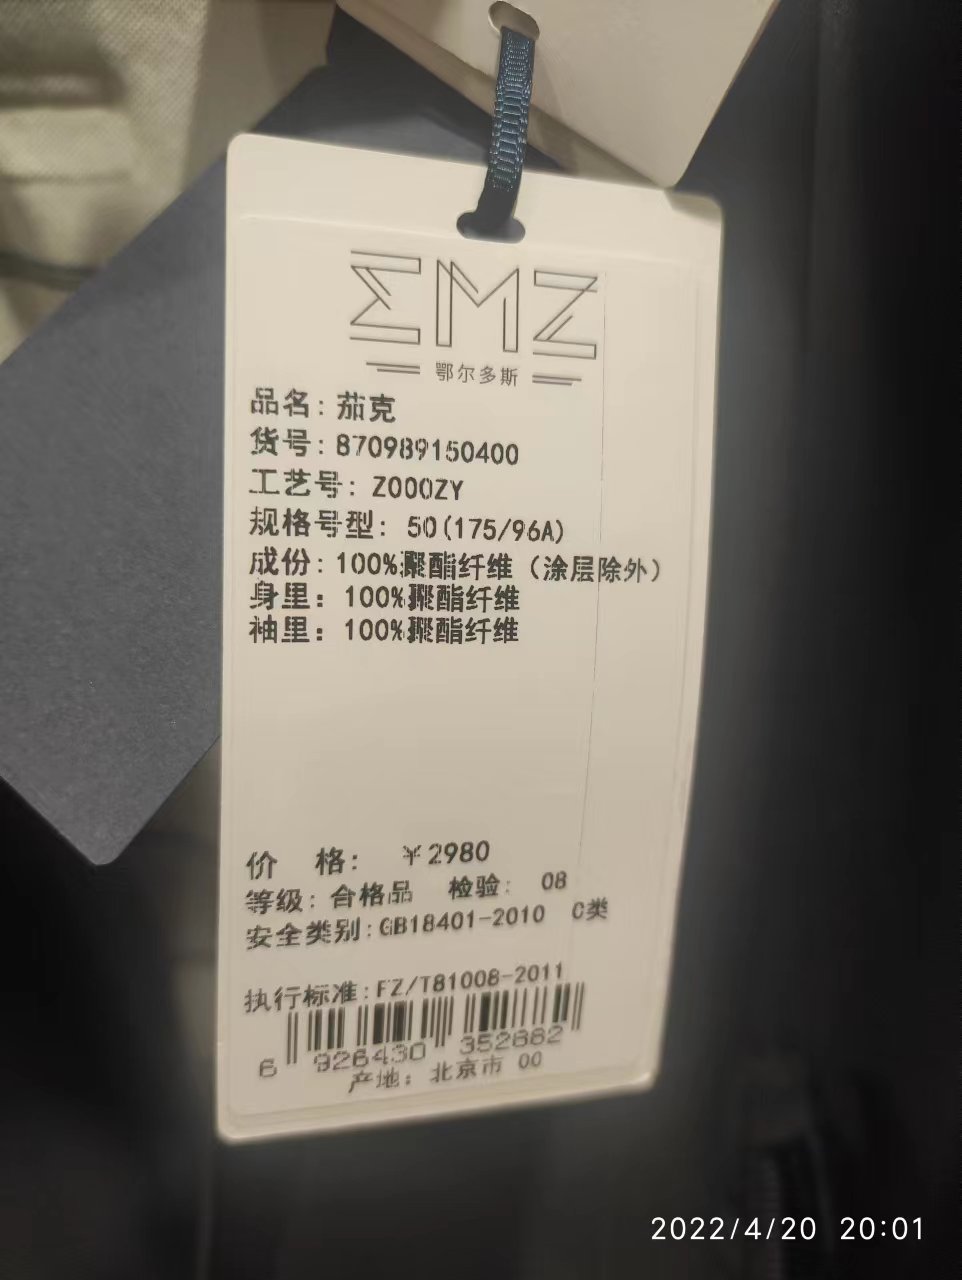 EMZ
鄂尔多斯
品名：茄克
货号：870989150400
工艺号：Z000ZY
规格号型：50(175/96A)
成份：100%聚酯纤维（涂层除外）
身里：100%聚酯纤维
袖里：100%聚酯纤维
价 格： ￥2980
等级：合格品 检验： 08
安全类别：GB18401-2010 C类
执行标准：FZ/T81008-2011
6 926430 352882
产地：北京市 00
2022/4/20 20:01